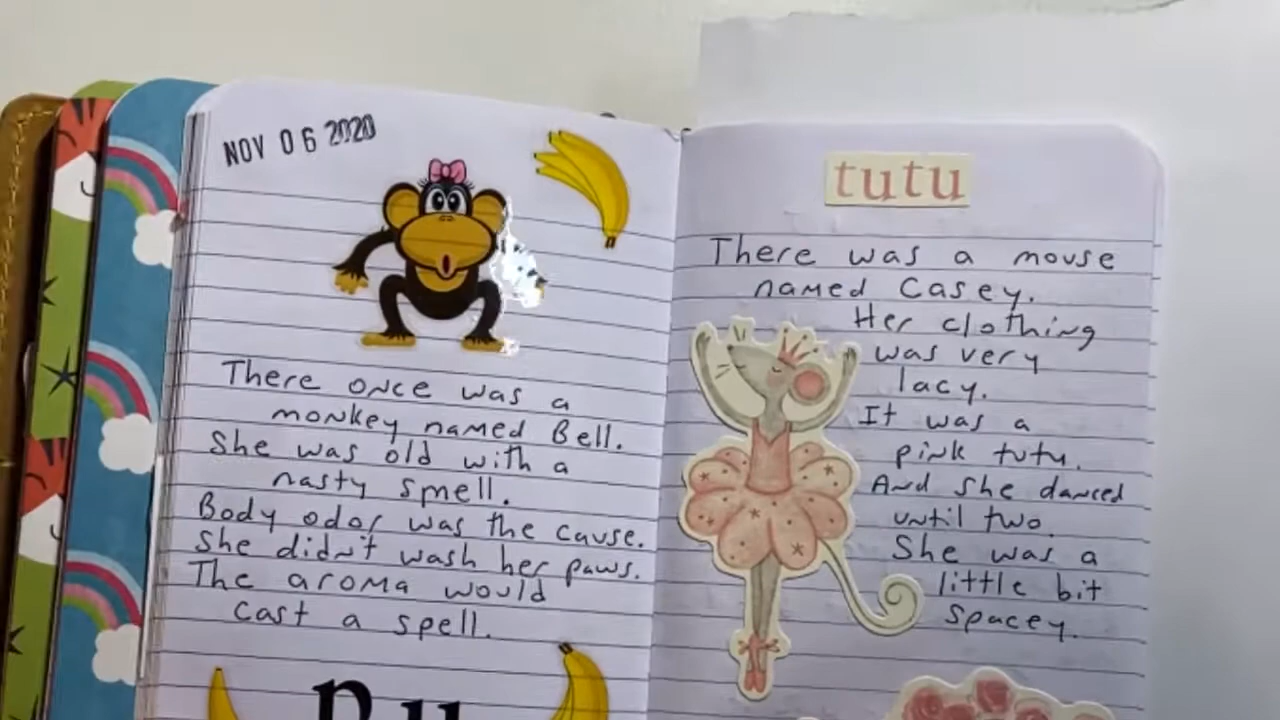 NOV 06 2020
There once was a
monkey named Bell.
She was old with a
nasty smell.
Body odor was the cause.
She didn't wash her paws.
The aroma would
cast a spell.
tutu
There was a mouse
named Casey.
Her clothing
was very
lacy.
It was a
pink tutu.
And she danced
until two.
She was a
little bit
spacey.